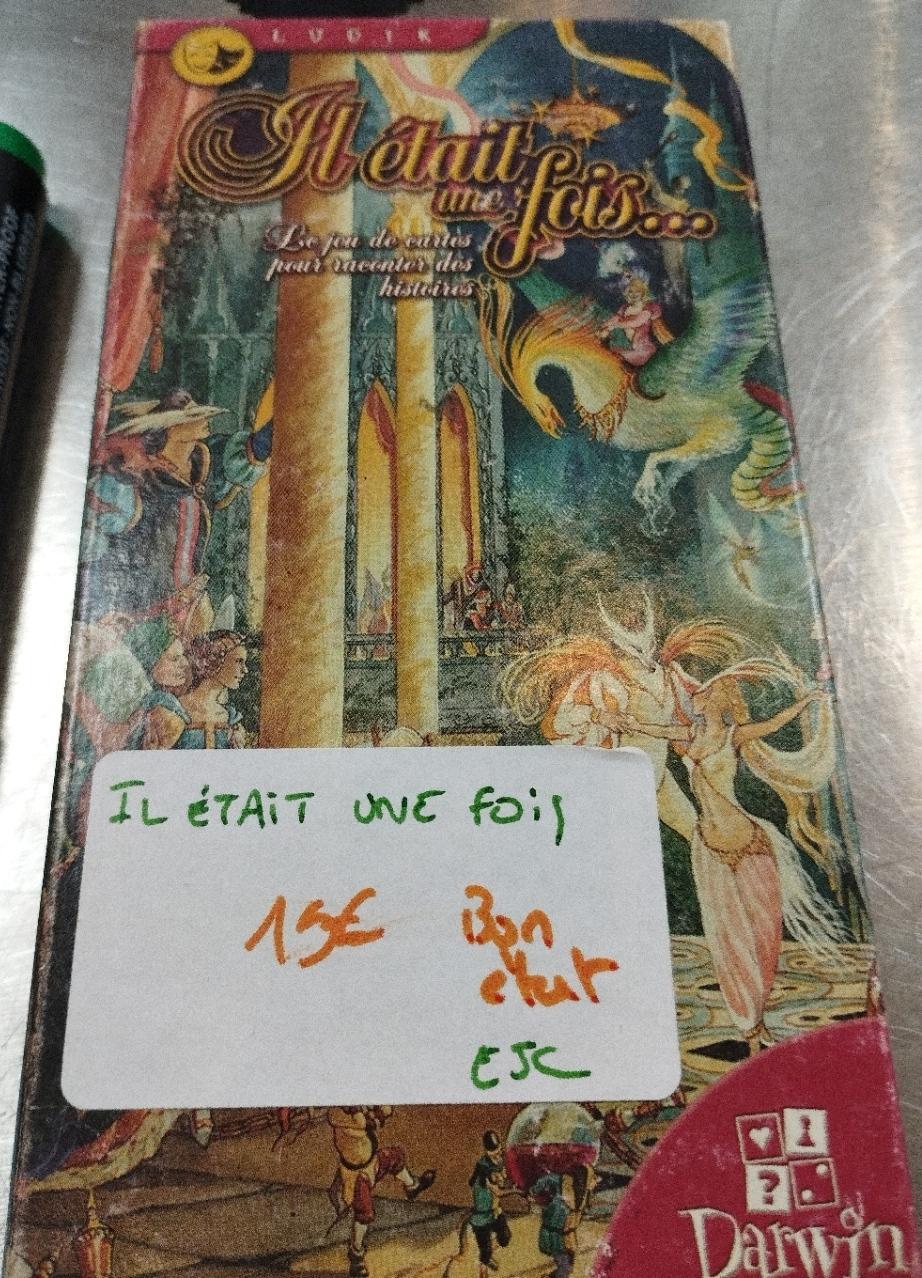 LUDIK
Il était
une fois...
Le jeu de cartes
pour raconter des
histoires
IL ÉTAIT UNE fois
15€ Bon
état
EJC
?
Darwin